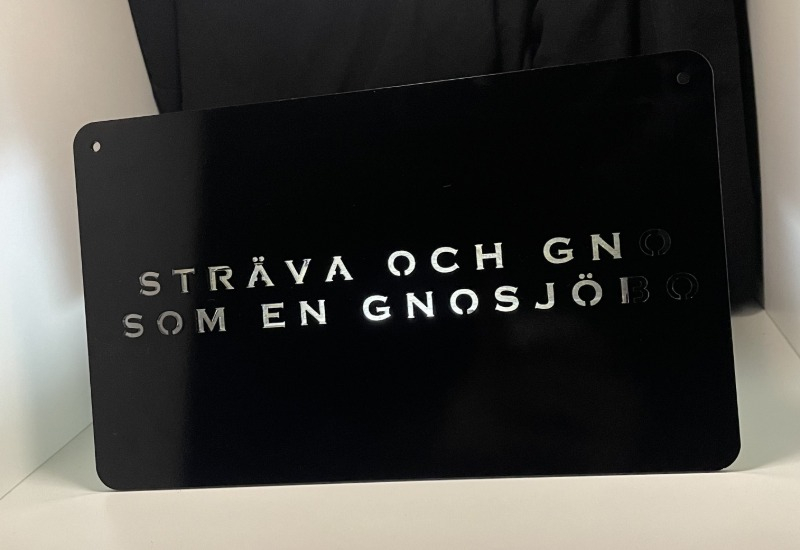 STRÄVA OCH GNO
SOM EN GNOSJÖBO